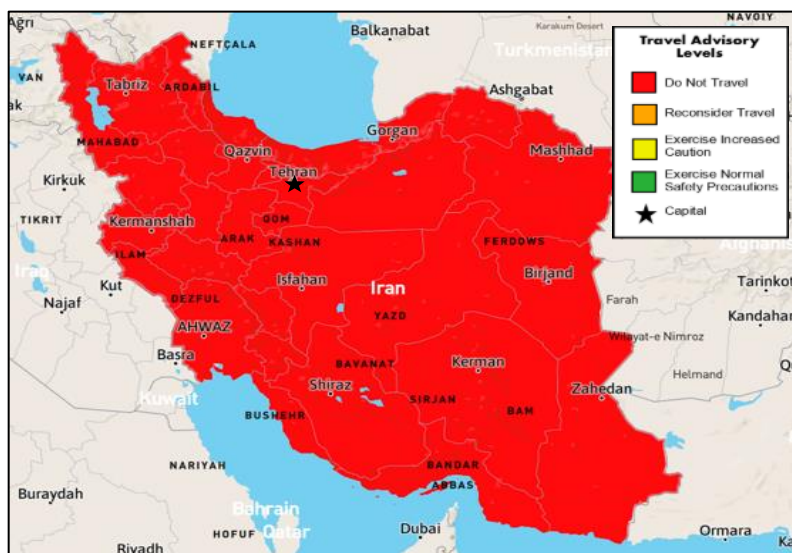 Ağrı
NEFTÇALA
Balkanabat
Karakum Desert
NAVOIY
Turkmenistan
Travel Advisory
Levels
Do Not Travel
Reconsider Travel
Exercise Increased
Caution
Exercise Normal
Safety Precautions
Capital
VAN
Tabriz
ARDABIL
Ashgabat
MAHABAD
Qazvin
Gorgan
Mashhad
Tehran
Kirkuk
TIKRIT
Kermanshah
QOM
ARAK
KASHAN
FERDOWS
Afghanis
Iraq
ILAM
Kut
DEZFUL
Isfahan
Iran
Birjand
Tarinkot
Najaf
YAZD
Farah
Kandahar
AHWAZ
Wilayat-e Nimroz
Basra
BAVANAT
Kerman
Helmand
Kuwait
Shiraz
SIRJAN
BAM
Zahedan
BUSHEHR
NARIYAH
BANDAR
ABBAS
Buraydah
Bahrain
Qatar
HOFUF
Dubai
Ormara
Riyadh